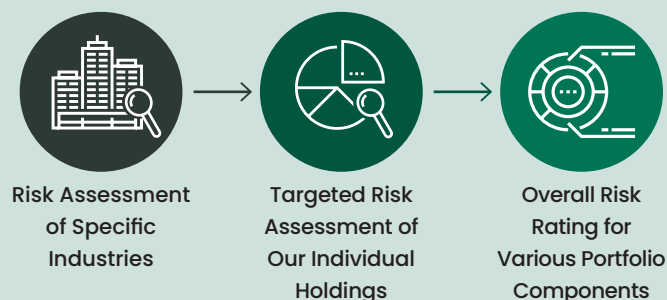 Risk Assessment
of Specific
Industries
Targeted Risk
Assessment of
Our Individual
Holdings
Overall Risk
Rating for
Various Portfolio
Components